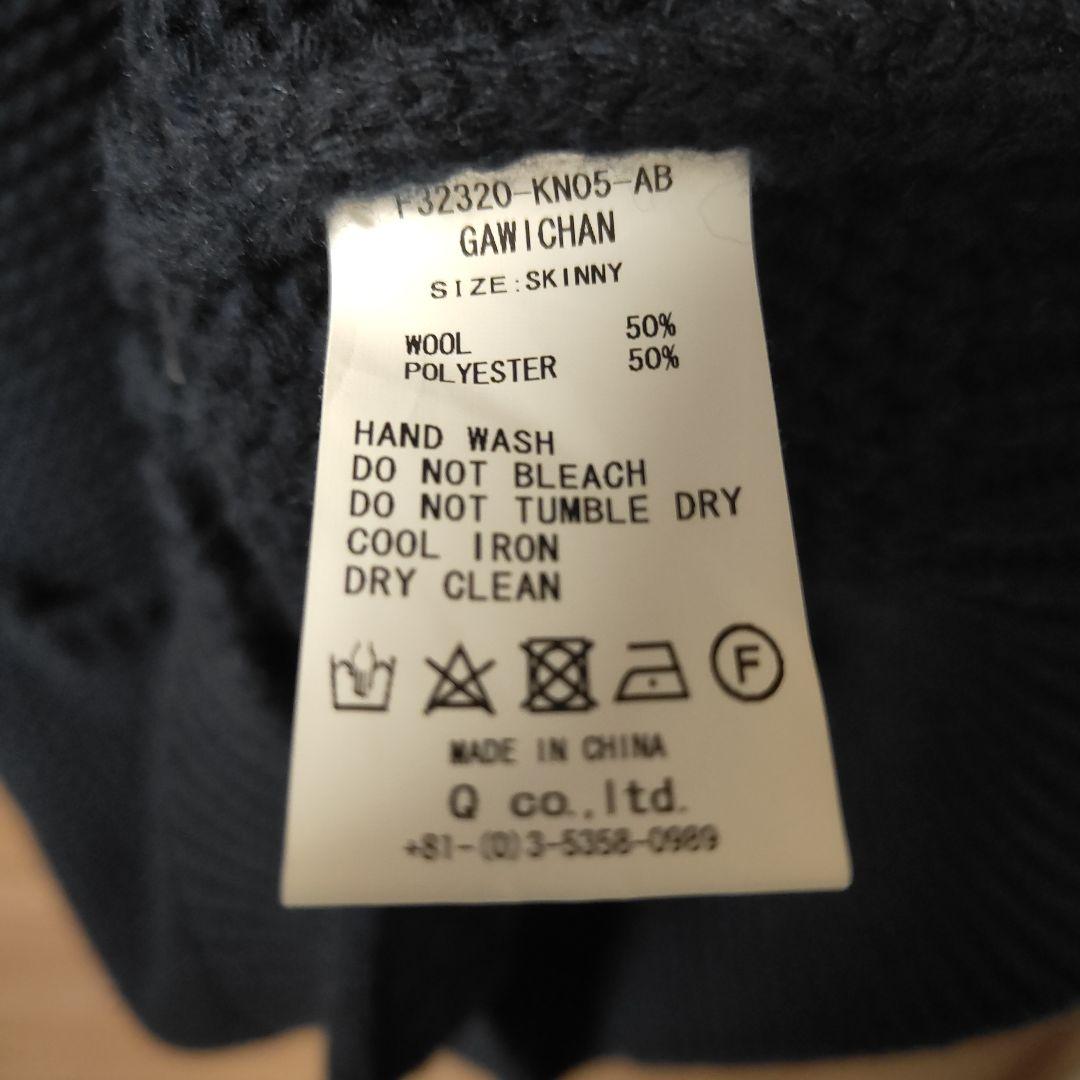 F32320-KN05-AB
GAWICHAN
SIZE:SKINNY
WOOL 50%
POLYESTER 50%
HAND WASH
DO NOT BLEACH
DO NOT TUMBLE DRY
COOL IRON
DRY CLEAN
F
MADE IN CHINA
Q co.,ltd.
+81-(0)3-5358-0989